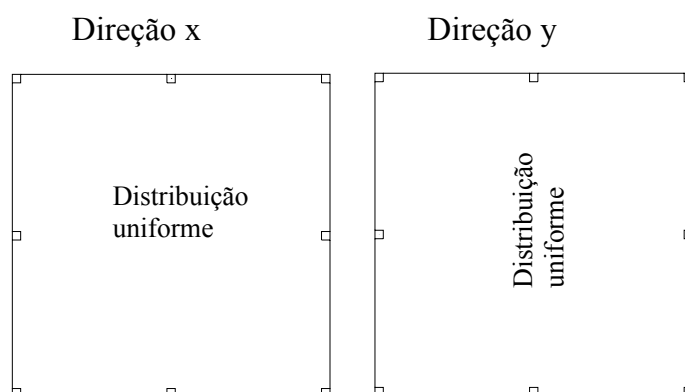 Direção x
Direção y
Distribuição
uniforme
Distribuição
uniforme